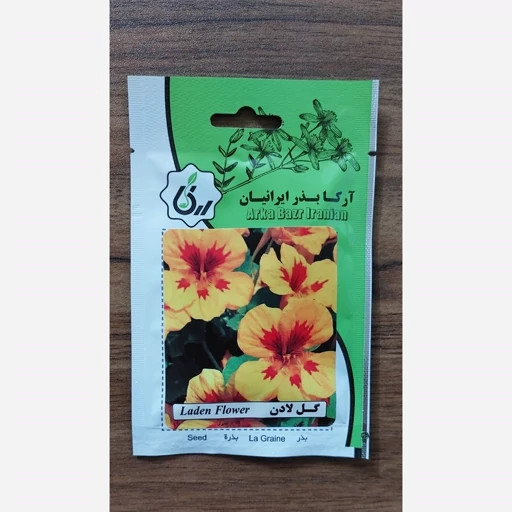 آرکا بذر ایرانیان
Arka Bazr Iranian
Laden Flower گل لادن
Seed بذرة La Graine بذر